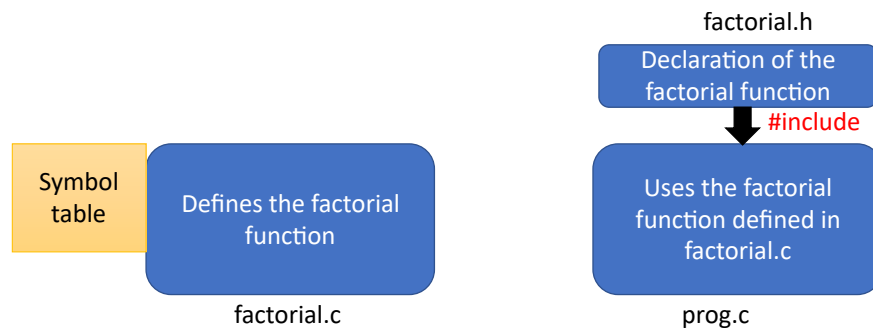 factorial.h
Declaration of the
factorial function
#include
Symbol
table
Defines the factorial
function
Uses the factorial
function defined in
factorial.c
factorial.c
prog.c